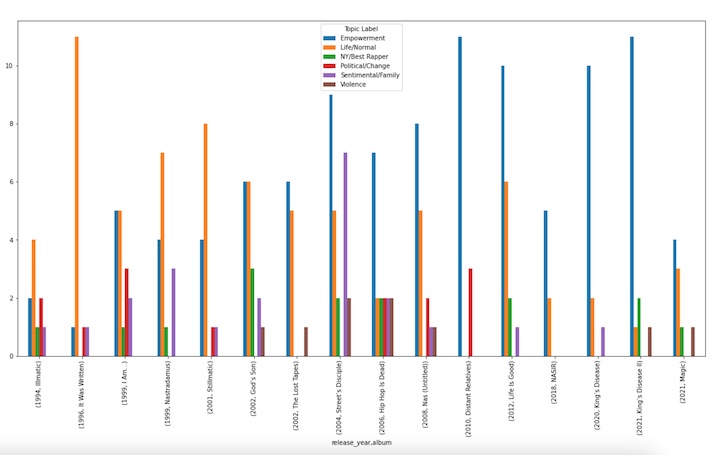 Topic Label
Empowerment
Life/Normal
NY/Best Rapper
Political/Change
Sentimental/Family
Violence
10
8
6
4
2
0
(1994, Illmatic)
(1996, It Was Written)
(1999, I Am...)
(1999, Nastradamus)
(2001, Stillmatic)
(2002, God's Son)
(2002, The Lost Tapes)
(2004, Street's Disciple)
(2006, Hip Hop Is Dead)
(2008, Nas (Untitled))
(2010, Distant Relatives)
(2012, Life Is Good)
(2018, NASIR)
(2020, King's Disease)
(2021, King's Disease II)
(2021, Magic)
release_year,album